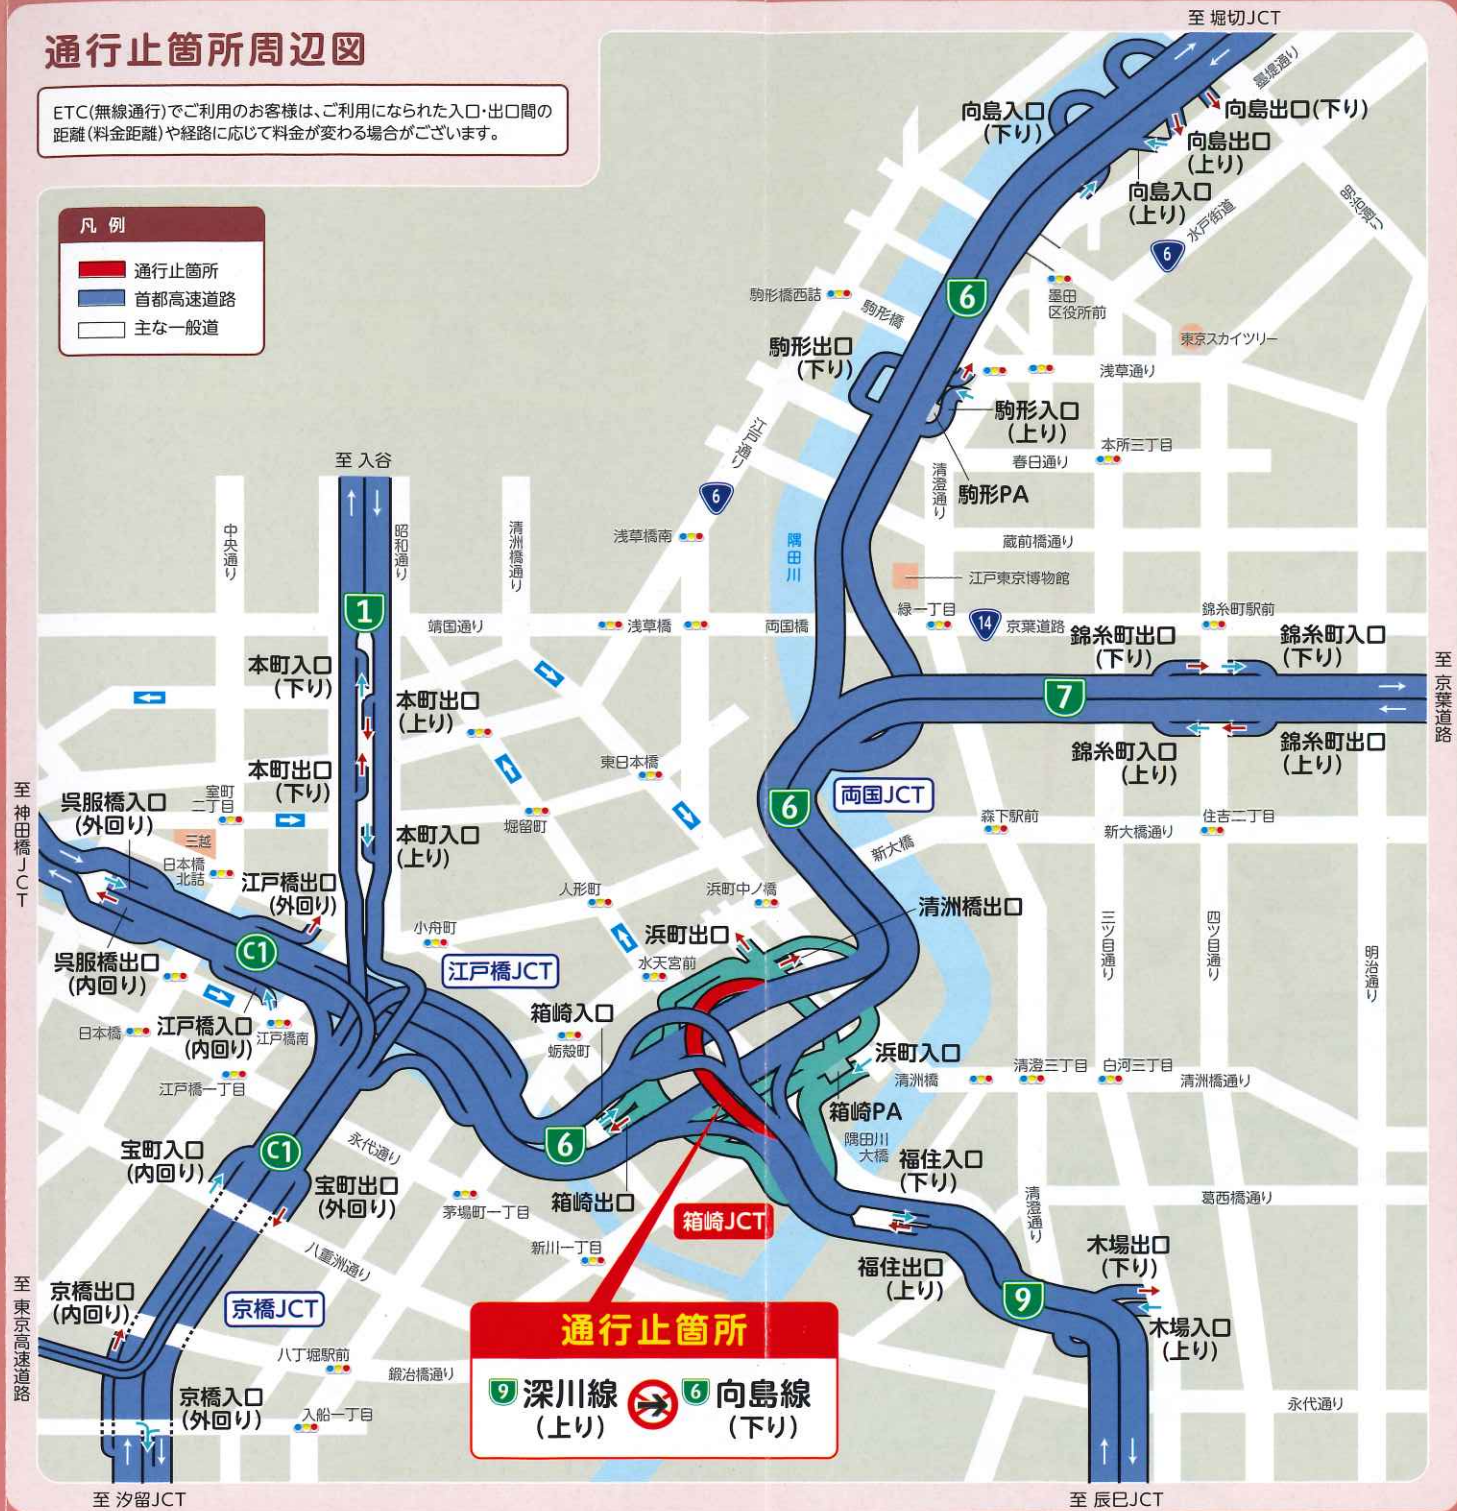 通行止箇所周辺図
ETC(無線通行)でご利用のお客様は、ご利用になられた入口・出口間の
距離(料金距離)や経路に応じて料金が変わる場合がございます。
凡 例
通行止箇所
首都高速道路
主な一般道
至 堀切JCT
墨堤通り
向島入口
(下り)
向島出口(下り)
向島出口
(上り)
向島入口
(上り)
明治通り
水戸街道
6
6
墨田
区役所前
駒形橋西詰
駒形橋
東京スカイツリー
駒形出口
(下り)
浅草通り
駒形入口
(上り)
江戸通り
本所三丁目
春日通り
清澄通り
駒形PA
6
至 入谷
中央通り
昭和通り
清洲橋通り
浅草橋南
隅田川
蔵前橋通り
江戸東京博物館
1
靖国通り
浅草橋
両国橋
緑一丁目
14
京葉道路
錦糸町駅前
錦糸町出口
(下り)
錦糸町入口
(下り)
至 京葉道路
本町入口
(下り)
本町出口
(上り)
7
錦糸町入口
(上り)
錦糸町出口
(上り)
本町出口
(下り)
東日本橋
至 神田橋JCT
呉服橋入口
(外回り)
室町
二丁目
6
両国JCT
堀留町
森下駅前
新大橋通り
住吉二丁目
三越
本町入口
(上り)
新大橋
日本橋
北詰
江戸橋出口
(外回り)
人形町
浜町中ノ橋
清洲橋出口
小舟町
浜町出口
三ツ目通り
四ツ目通り
明治通り
C1
呉服橋出口
(内回り)
江戸橋JCT
水天宮前
箱崎入口
日本橋
江戸橋入口
(内回り)
江戸橋南
蛎殻町
浜町入口
清洲橋
清澄三丁目
白河三丁目
清洲橋通り
江戸橋一丁目
箱崎PA
宝町入口
(内回り)
C1
永代通り
6
隅田川
大橋
福住入口
(下り)
宝町出口
(外回り)
茅場町一丁目
箱崎出口
箱崎JCT
清澄通り
葛西橋通り
八重洲通り
新川一丁目
福住出口
(上り)
木場出口
(下り)
至 東京高速道路
京橋出口
(内回り)
京橋JCT
9
木場入口
(上り)
通行止箇所
八丁堀駅前
鍛冶橋通り
9 深川線
(上り)
6 向島線
(下り)
京橋入口
(外回り)
入船一丁目
永代通り
至 汐留JCT
至 辰巳JCT